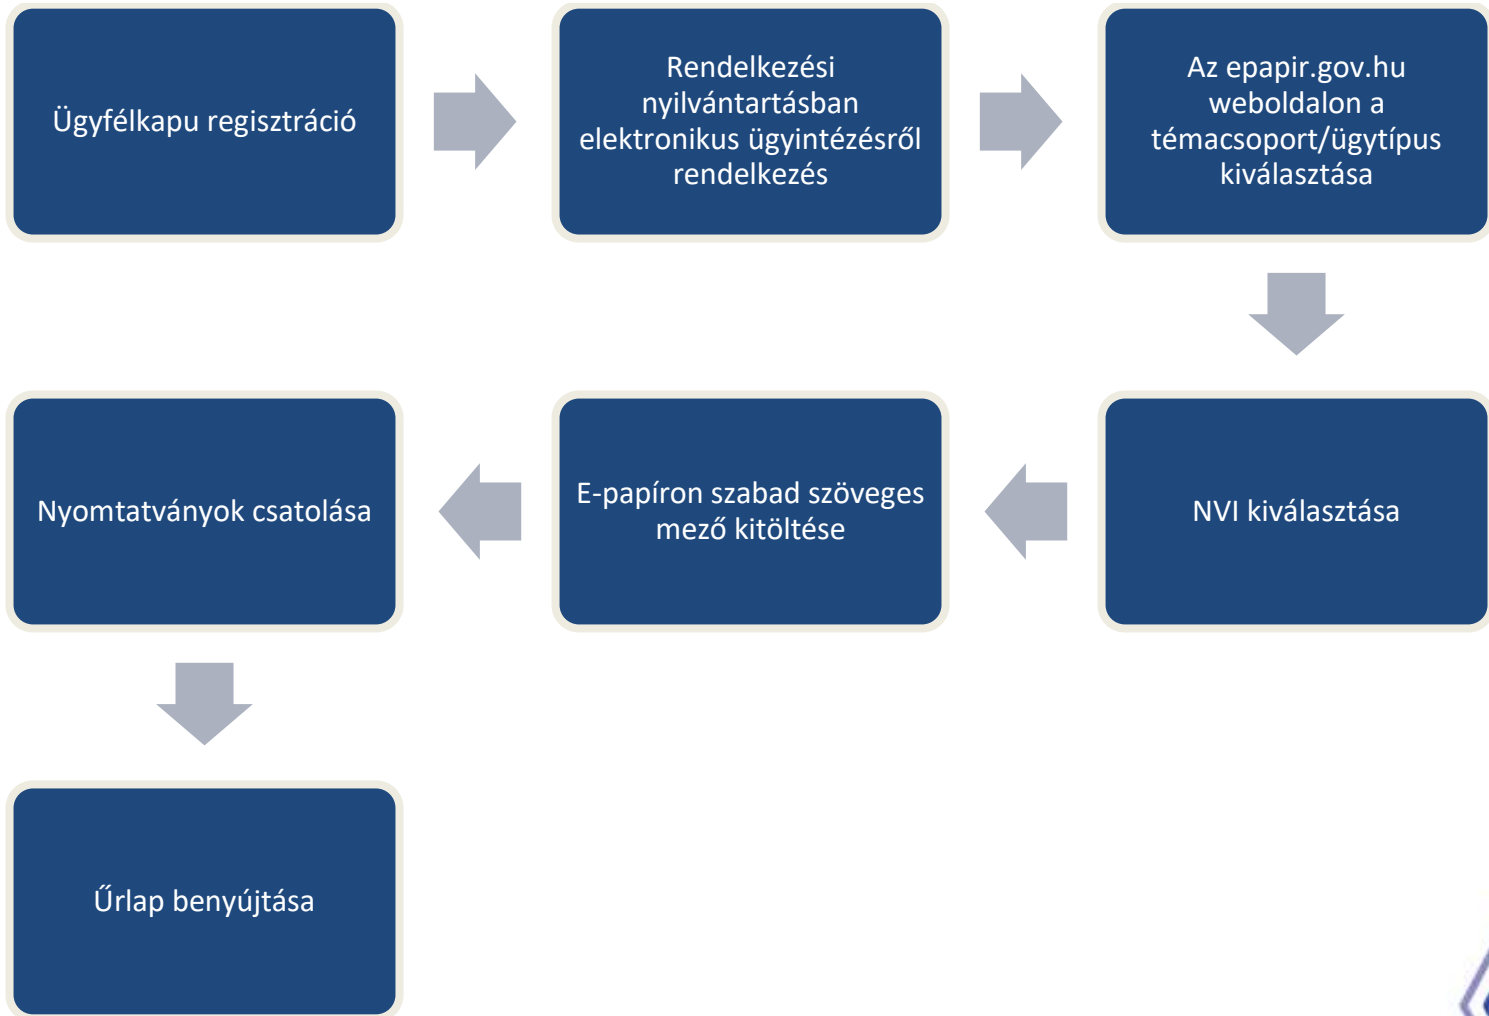 Ügyfélkapu regisztráció
Rendelkezési
nyilvántartásban
elektronikus ügyintézésről
rendelkezés
Az epapir.gov.hu
weboldalon a
témacsoport/ügytípus
kiválasztása
NVI kiválasztása
E-papíron szabad szöveges
mező kitöltése
Nyomtatványok csatolása
Űrlap benyújtása